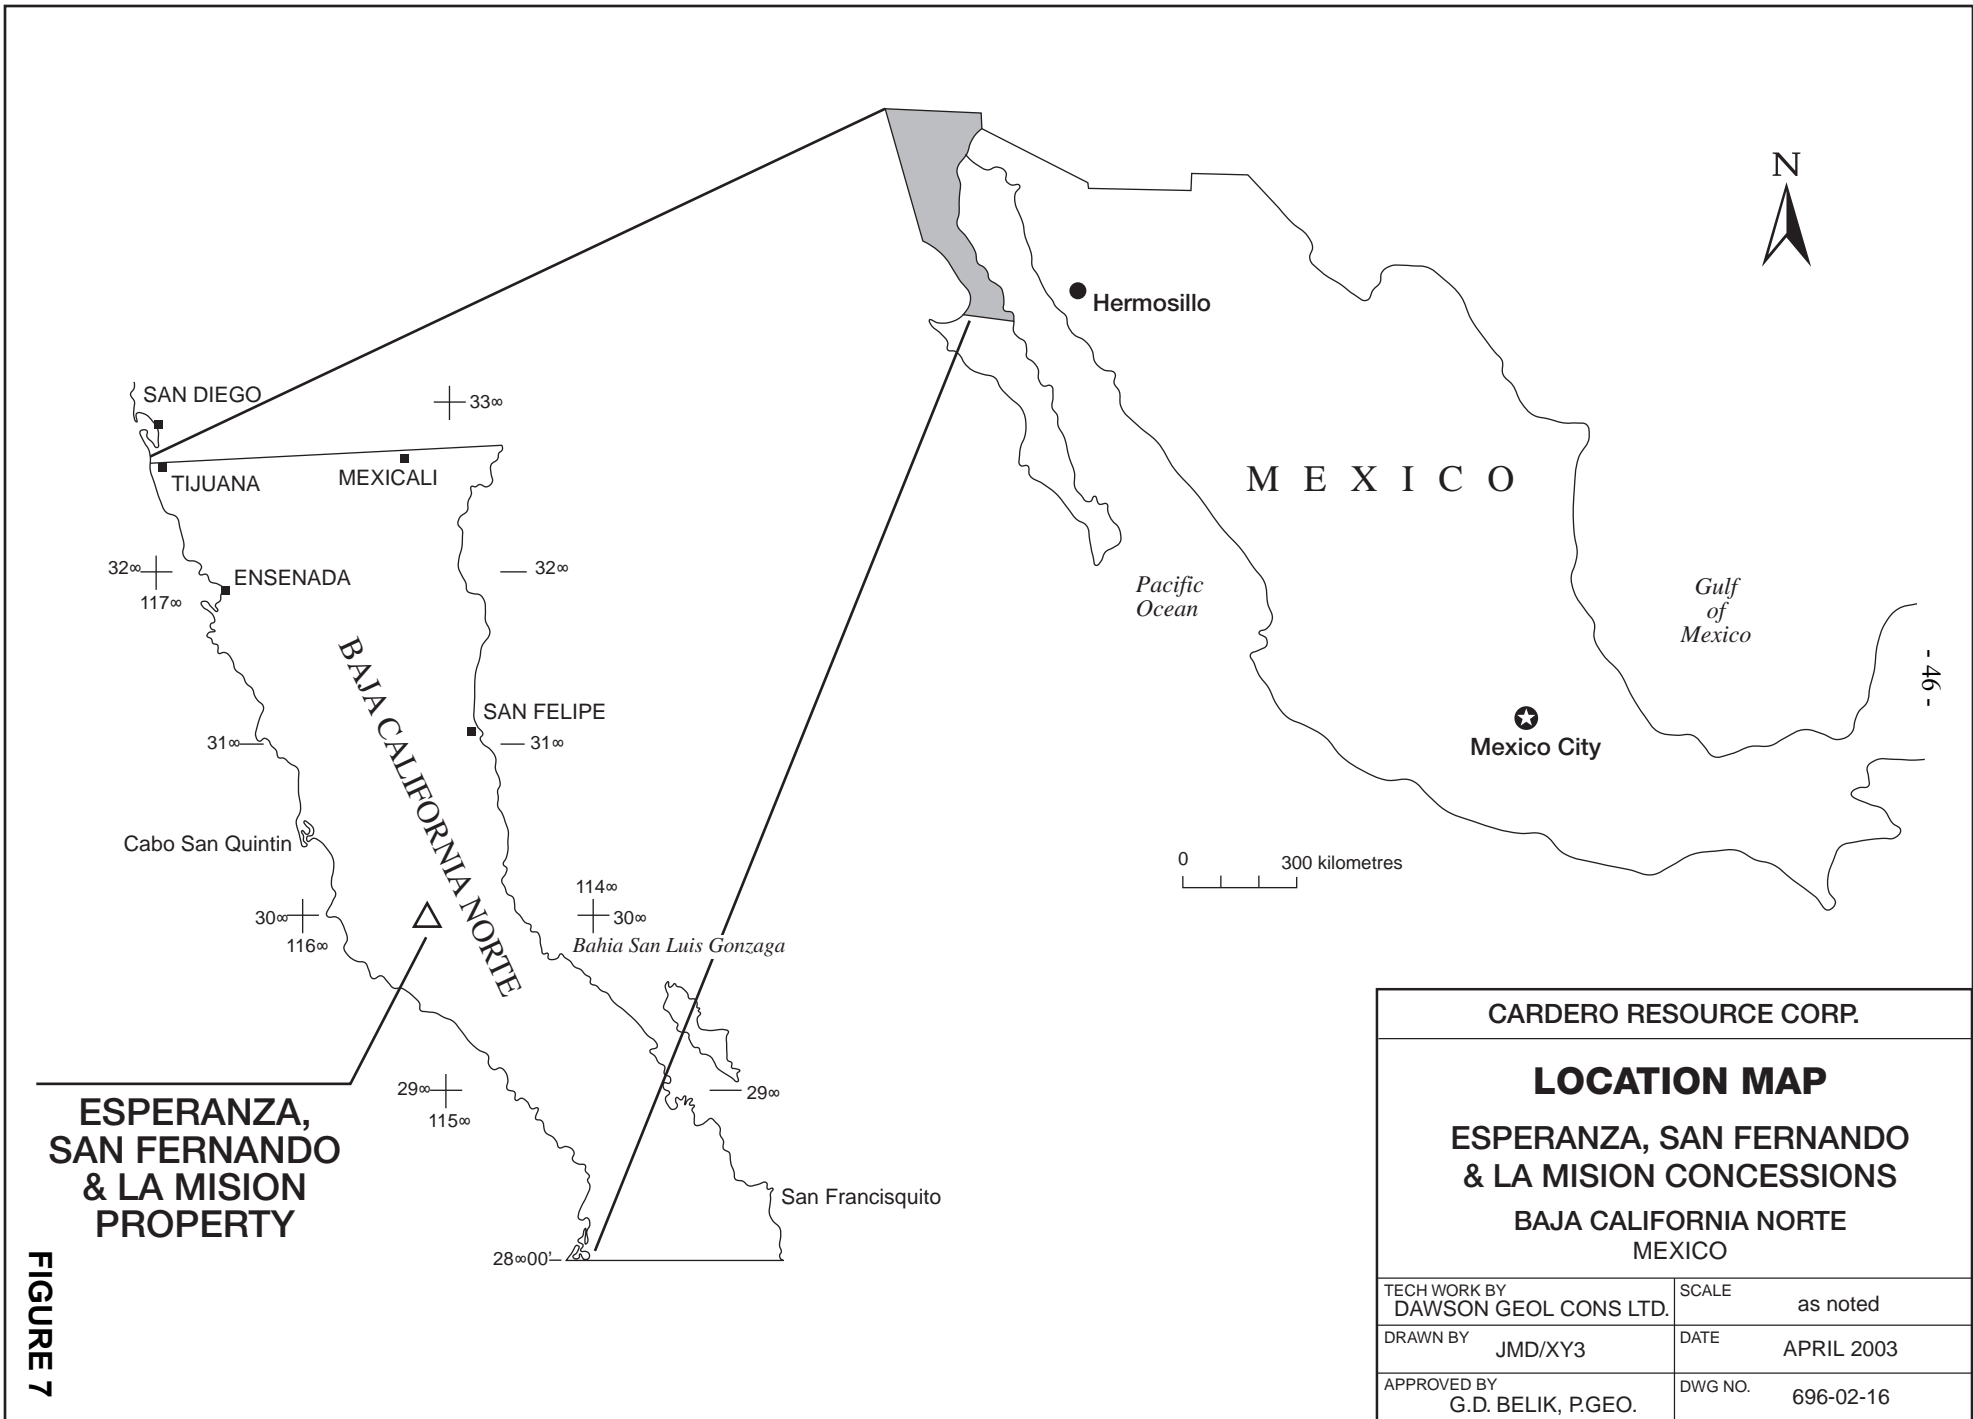 N
Hermosillo
M E X I C O
Pacific
Ocean
Gulf
of
Mexico
Mexico City
0 300 kilometres
- 46 -
SAN DIEGO
33∞
TIJUANA
MEXICALI
32∞
117∞
32∞
ENSENADA
BAJA CALIFORNIA NORTE
SAN FELIPE
31∞
31∞
Cabo San Quintin
114∞
30∞
30∞
116∞
Bahia San Luis Gonzaga
29∞
115∞
29∞
San Francisquito
28∞00'
ESPERANZA,
SAN FERNANDO
& LA MISION
PROPERTY
FIGURE 7
CARDERO RESOURCE CORP.
LOCATION MAP
ESPERANZA, SAN FERNANDO
& LA MISION CONCESSIONS
BAJA CALIFORNIA NORTE
MEXICO
TECH WORK BY
DAWSON GEOL CONS LTD.
SCALE
as noted
DRAWN BY
JMD/XY3
DATE
APRIL 2003
APPROVED BY
G.D. BELIK, P.GEO.
DWG NO.
696-02-16